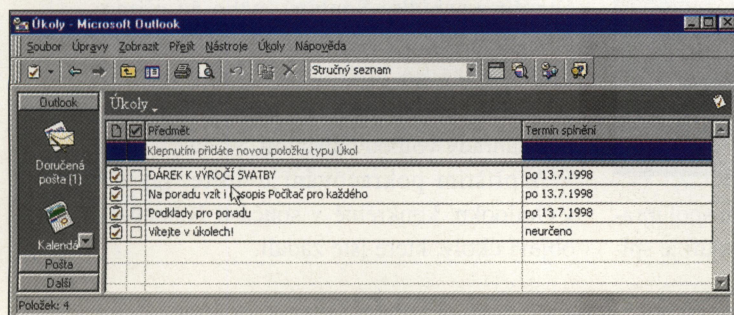 Úkoly - Microsoft Outlook
Soubor Úpravy Zobrazit Přejít Nástroje Úkoly Nápověda
Stručný seznam
Outlook
Úkoly
Předmět Termín splnění
Klepnutím přidáte novou položku typu Úkol
Doručená
pošta (1)
DÁREK K VÝROČÍ SVATBY po 13.7.1998
Na poradu vzít i Počítač pro každého po 13.7.1998
Podklady pro poradu po 13.7.1998
Vítejte v úkolech! neurčeno
Pošta
Další
Položek: 4